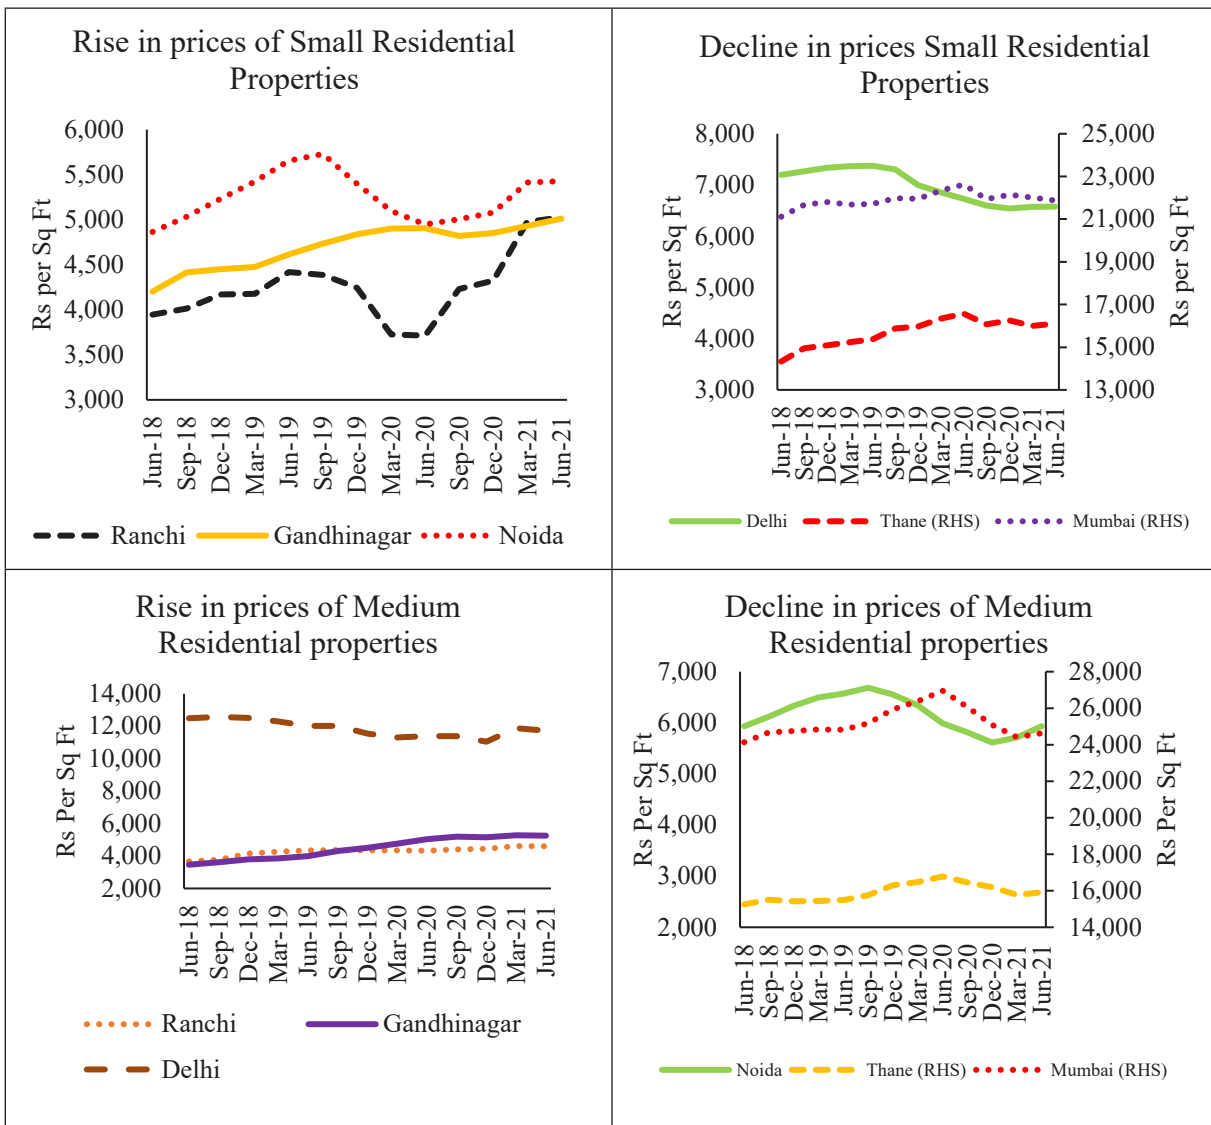 Rise in prices of Small Residential
Properties
Rs per Sq Ft
6,000
5,500
5,000
4,500
4,000
3,500
3,000
Jun-18
Sep-18
Dec-18
Mar-19
Jun-19
Sep-19
Dec-19
Mar-20
Jun-20
Sep-20
Dec-20
Mar-21
Jun-21
Ranchi Gandhinagar Noida
Decline in prices Small Residential
Properties
Rs per Sq Ft
8,000
7,000
6,000
5,000
4,000
3,000
25,000
23,000
21,000
19,000
17,000
15,000
13,000
Rs per Sq Ft
Jun-18
Sep-18
Dec-18
Mar-19
Jun-19
Sep-19
Dec-19
Mar-20
Jun-20
Sep-20
Dec-20
Mar-21
Jun-21
Delhi Thane (RHS) Mumbai (RHS)
Rise in prices of Medium
Residential properties
Rs Per Sq Ft
14,000
12,000
10,000
8,000
6,000
4,000
2,000
Jun-18
Sep-18
Dec-18
Mar-19
Jun-19
Sep-19
Dec-19
Mar-20
Jun-20
Sep-20
Dec-20
Mar-21
Jun-21
Ranchi Gandhinagar
Delhi
Decline in prices of Medium
Residential properties
Rs Per Sq Ft
7,000
6,000
5,000
4,000
3,000
2,000
28,000
26,000
24,000
22,000
20,000
18,000
16,000
14,000
Rs Per Sq Ft
Jun-18
Sep-18
Dec-18
Mar-19
Jun-19
Sep-19
Dec-19
Mar-20
Jun-20
Sep-20
Dec-20
Mar-21
Jun-21
Noida Thane (RHS) Mumbai (RHS)